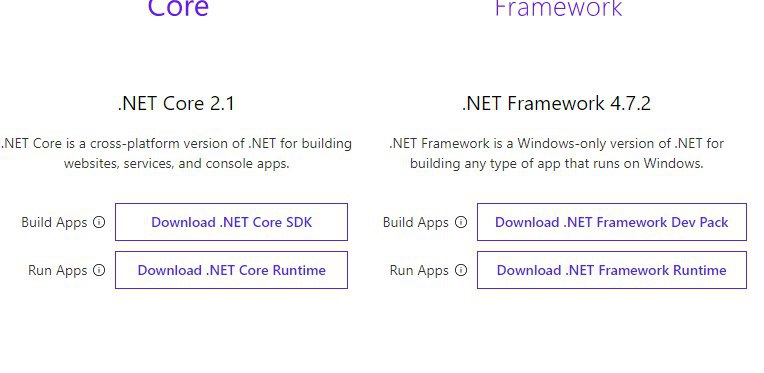 Core
Framework
.NET Core 2.1
.NET Core is a cross-platform version of .NET for building
websites, services, and console apps.
Build Apps
Download .NET Core SDK
Run Apps
Download .NET Core Runtime
.NET Framework 4.7.2
.NET Framework is a Windows-only version of .NET for
building any type of app that runs on Windows.
Build Apps
Download .NET Framework Dev Pack
Run Apps
Download .NET Framework Runtime